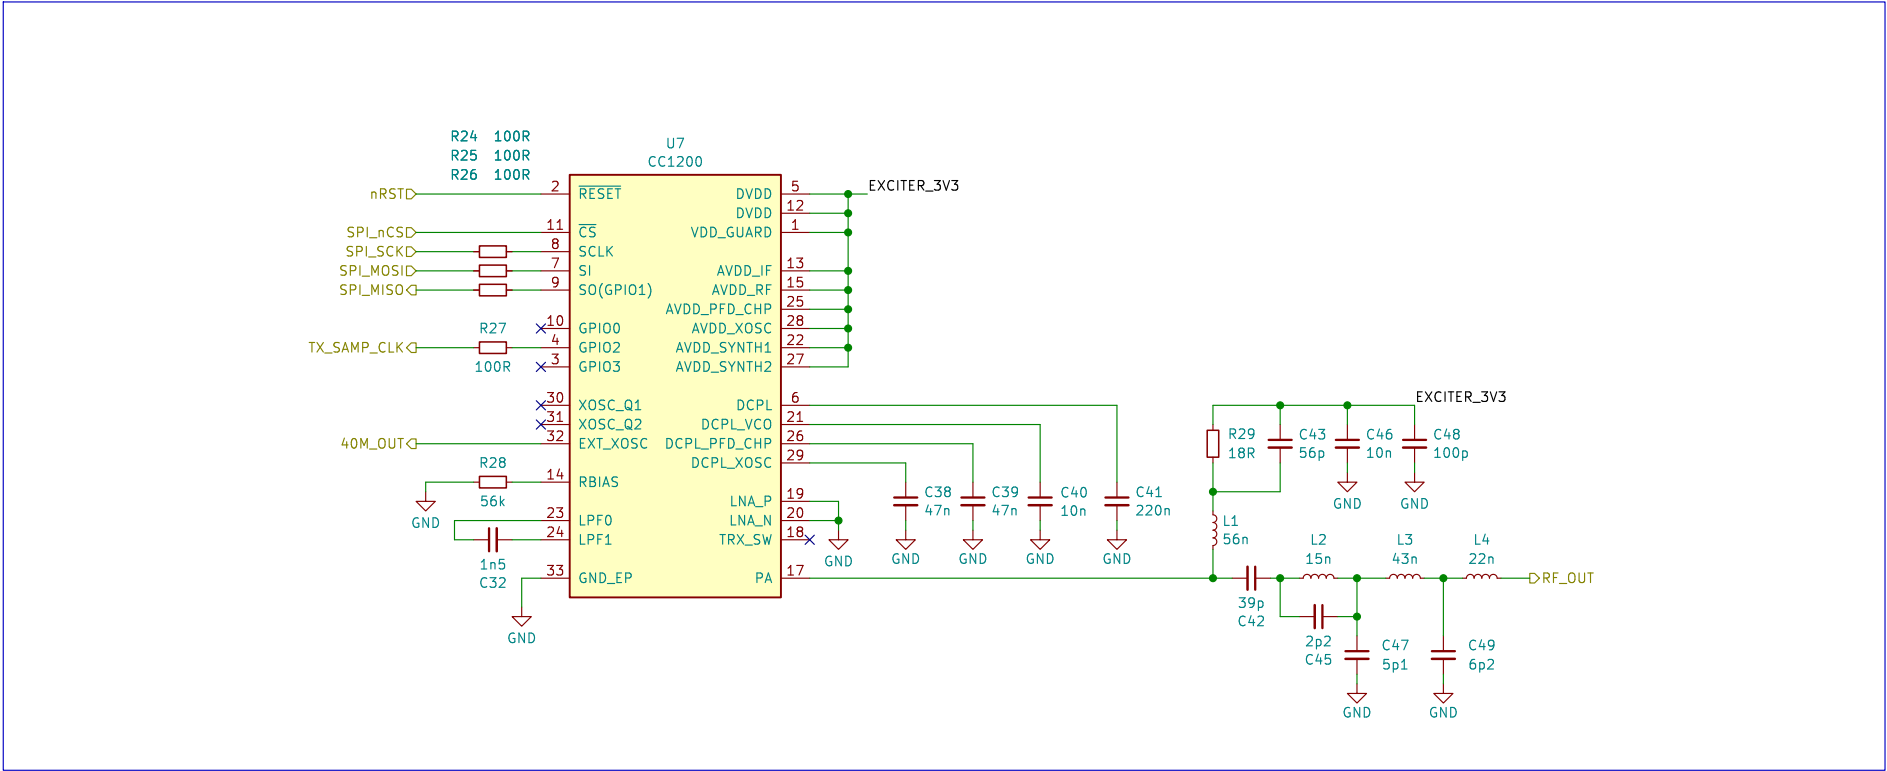 R24 100R
R25 100R
R26 100R
U7
CC1200
nRST
SPI_nCS
SPI_SCK
SPI_MOSI
SPI_MISO
R27
TX_SAMP_CLK
100R
40M_OUT
R28
56k
GND
1n5
C32
GND
2 RESET
11 CS
8 SCLK
7 SI
9 SO(GPIO1)
10 GPIO0
4 GPIO2
3 GPIO3
30 XOSC_Q1
31 XOSC_Q2
32 EXT_XOSC
14 RBIAS
23 LPF0
24 LPF1
33 GND_EP
DVDD 5
DVDD 12
VDD_GUARD 1
AVDD_IF 13
AVDD_RF 15
AVDD_PFD_CHP 25
AVDD_XOSC 28
AVDD_SYNTH1 22
AVDD_SYNTH2 27
DCPL 6
DCPL_VCO 21
DCPL_PFD_CHP 26
DCPL_XOSC 29
LNA_P 19
LNA_N 20
TRX_SW 18
PA 17
EXCITER_3V3
GND
C38
47n
GND
C39
47n
GND
C40
10n
GND
C41
220n
GND
EXCITER_3V3
R29
18R
C43
56p
C46
10n
GND
C48
100p
GND
L1
56n
39p
C42
L2
15n
2p2
C45
L3
43n
L4
22n
RF_OUT
C47
5p1
GND
C49
6p2
GND